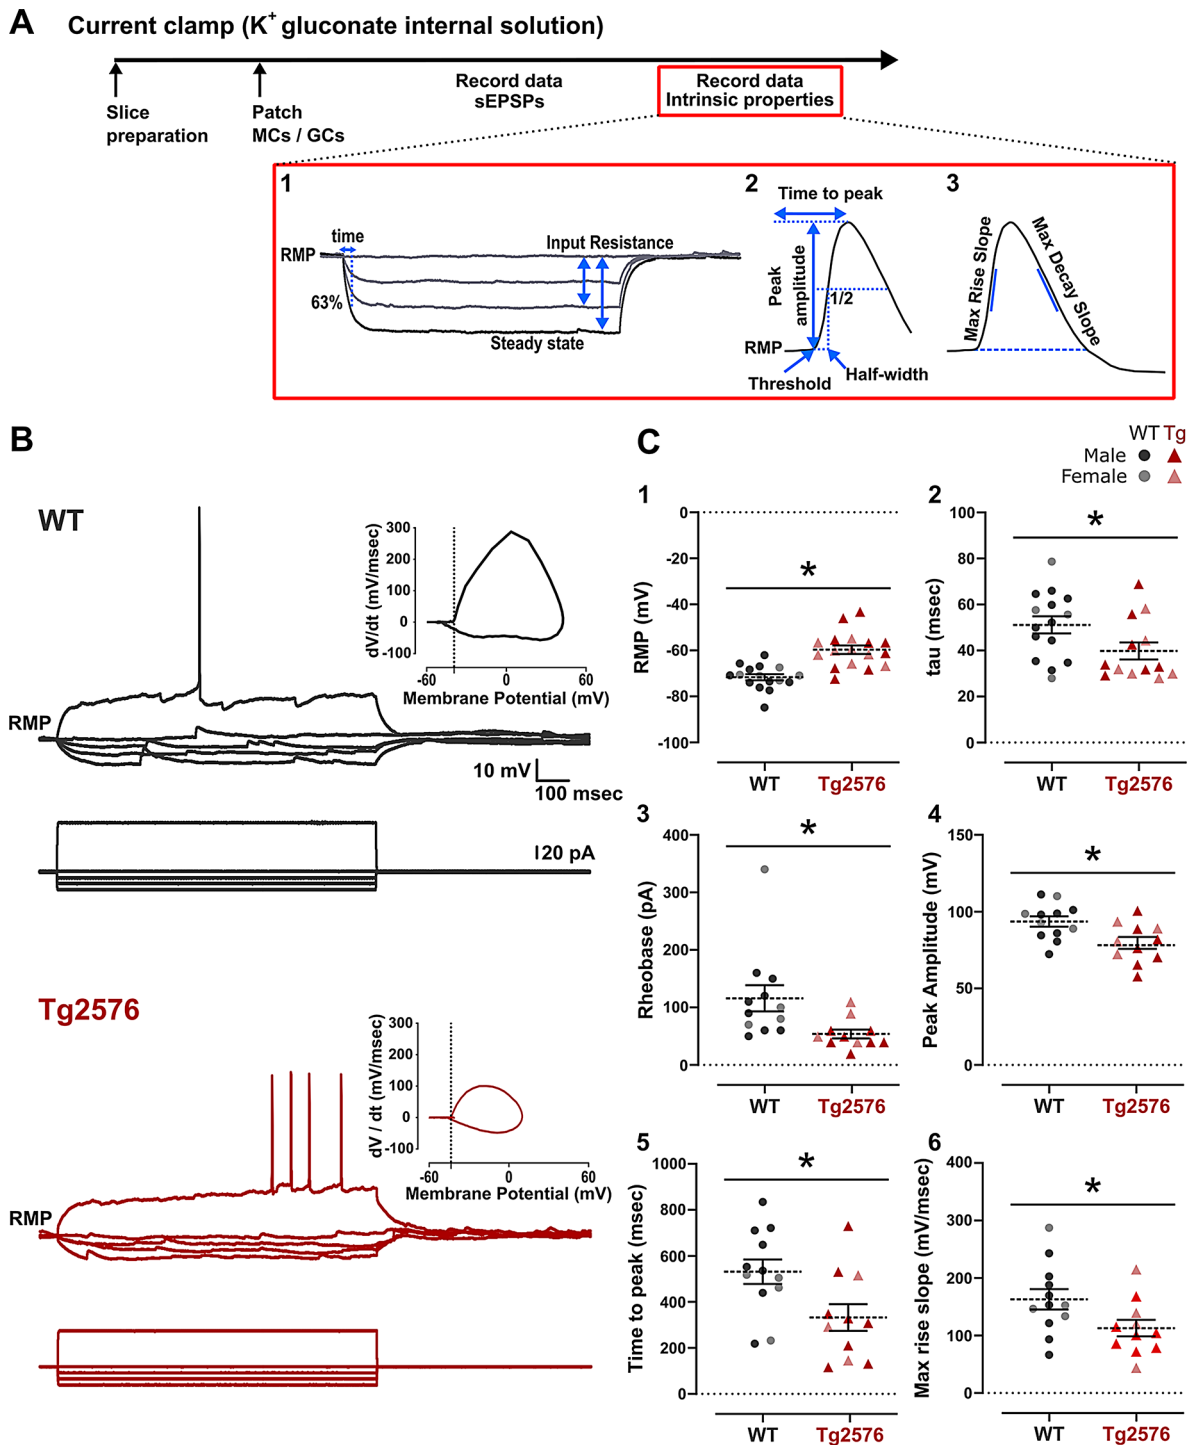 A
Current clamp (K+ gluconate internal solution)
Slice
preparation
Patch
MCs / GCs
Record data
sEPSPs
Record data
Intrinsic properties
1
time
RMP
63%
Input Resistance
Steady state
2
Time to peak
Peak
amplitude
1/2
RMP
Threshold
Half-width
3
Max Rise Slope
Max Decay Slope
B
WT
RMP
dV/dt (mV/msec)
300
200
100
0
-100
-60
0
60
Membrane Potential (mV)
10 mV
100 msec
20 pA
Tg2576
RMP
dV / dt (mV/msec)
300
200
100
0
-100
-60
0
60
Membrane Potential (mV)
C
WT Tg
Male
Female
1
RMP (mV)
0
-20
-40
-60
-80
-100
*
WT
Tg2576
2
tau (msec)
100
80
60
40
20
0
*
WT
Tg2576
3
Rheobase (pA)
400
300
200
100
0
*
WT
Tg2576
4
Peak Amplitude (mV)
150
100
50
0
*
WT
Tg2576
5
Time to peak (msec)
1000
800
600
400
200
0
*
WT
Tg2576
6
Max rise slope (mV/msec)
400
300
200
100
0
*
WT
Tg2576